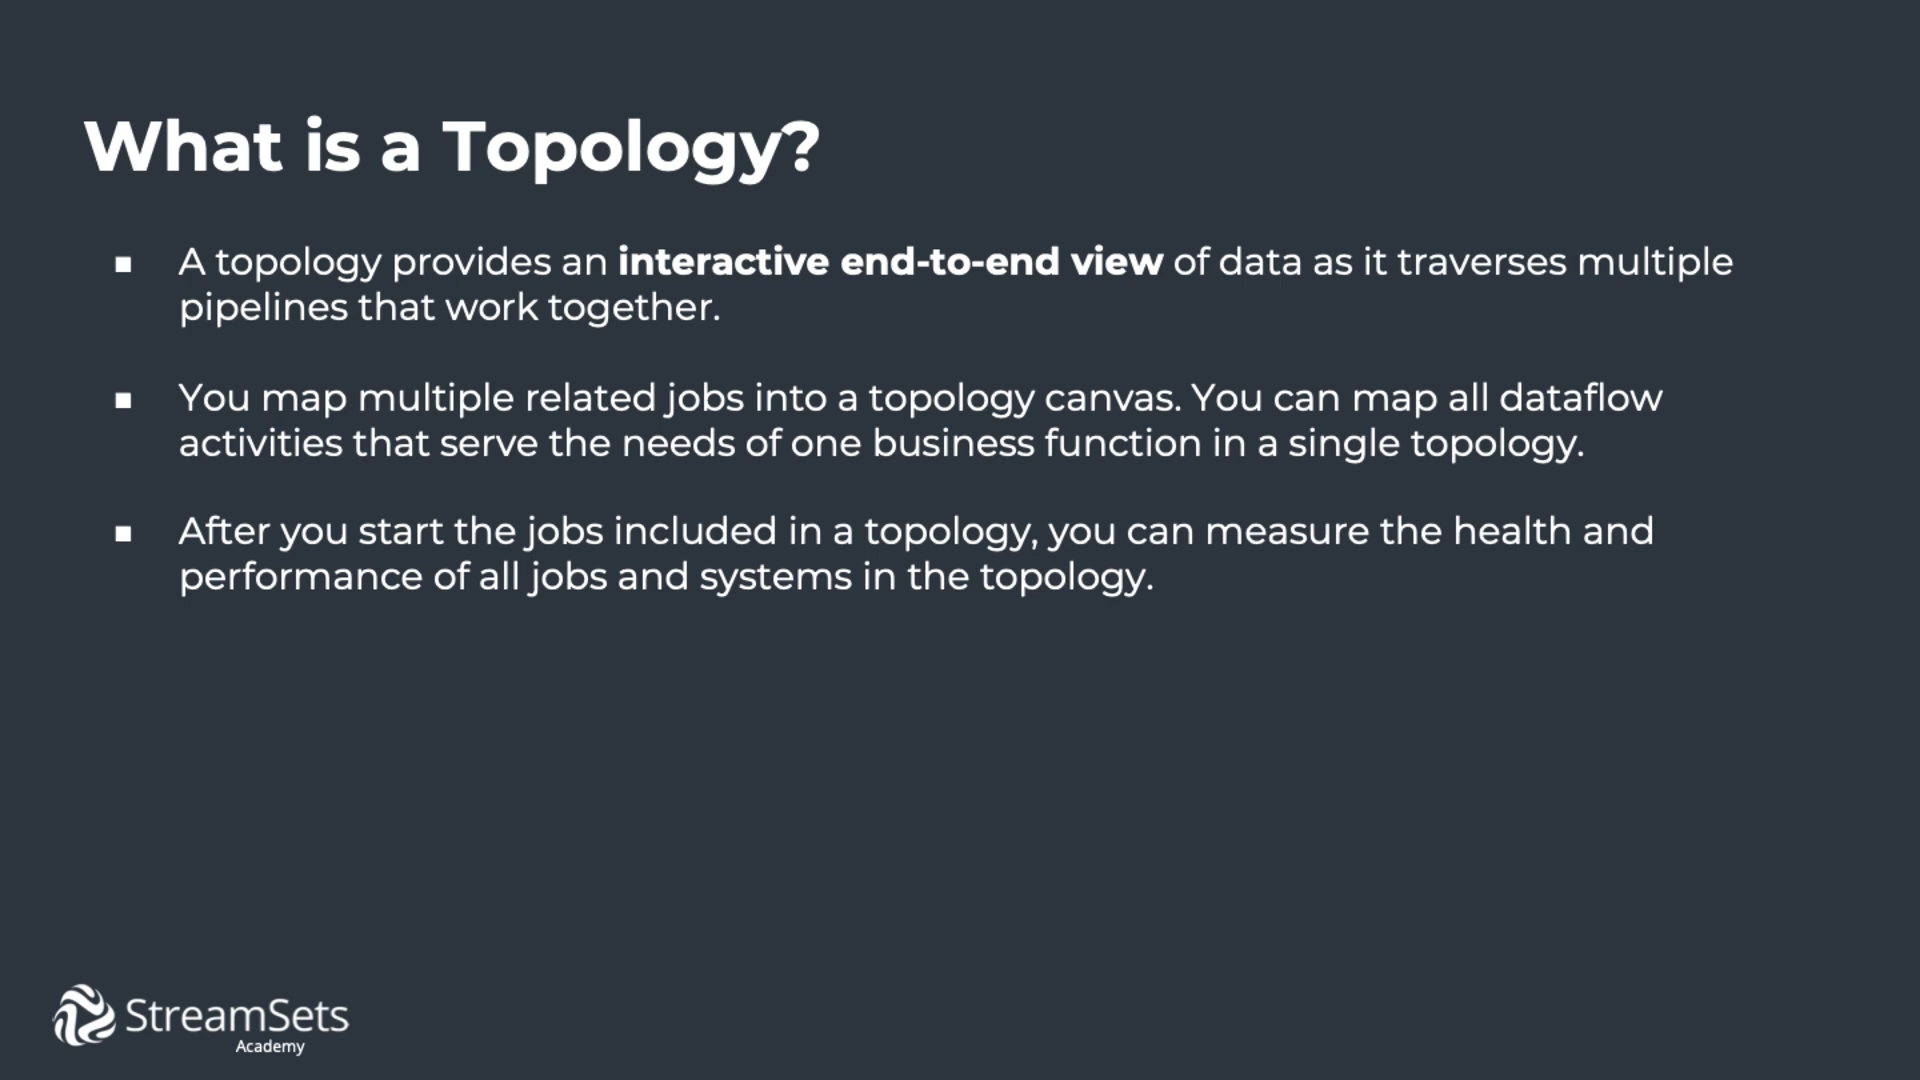 What is a Topology?
▪ A topology provides an interactive end-to-end view of data as it traverses multiple
pipelines that work together.
▪ You map multiple related jobs into a topology canvas. You can map all dataflow
activities that serve the needs of one business function in a single topology.
▪ After you start the jobs included in a topology, you can measure the health and
performance of all jobs and systems in the topology.
StreamSets
Academy